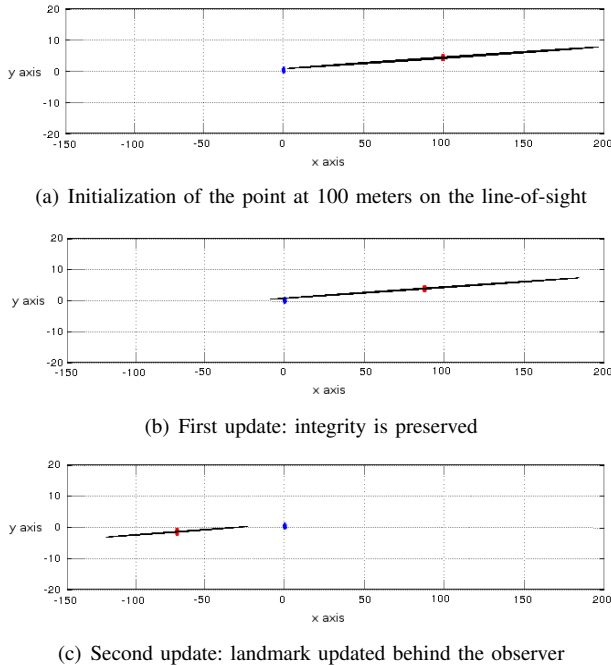 20
10
y axis 0
-10
-20
-150 -100 -50 0 50 100 150 200
x axis
(a) Initialization of the point at 100 meters on the line-of-sight
20
10
y axis 0
-10
-20
-150 -100 -50 0 50 100 150 200
x axis
(b) First update: integrity is preserved
20
10
y axis 0
-10
-20
-150 -100 -50 0 50 100 150 200
x axis
(c) Second update: landmark updated behind the observer